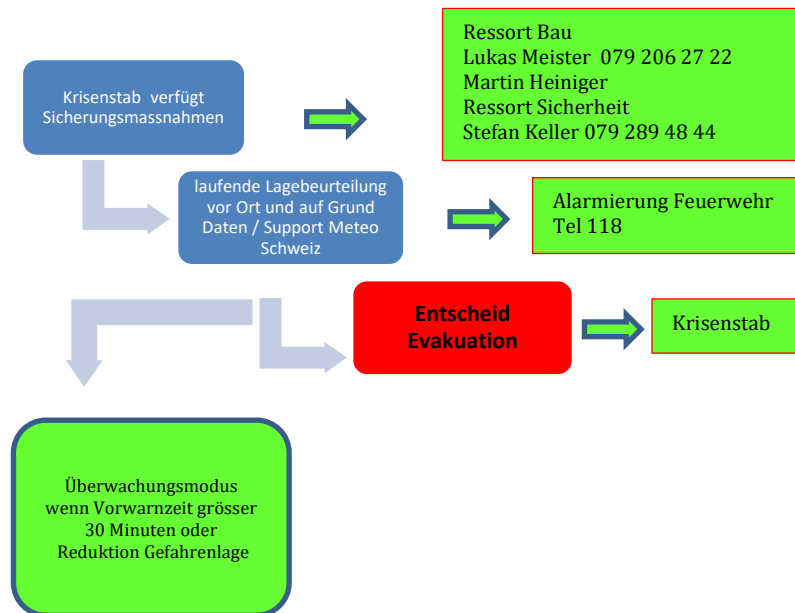 Krisenstab verfügt
Sicherungsmassnahmen
Ressort Bau
Lukas Meister 079 206 27 22
Martin Heiniger
Ressort Sicherheit
Stefan Keller 079 289 48 44
laufende Lagebeurteilung
vor Ort und auf Grund
Daten / Support Meteo
Schweiz
Alarmierung Feuerwehr
Tel 118
Entscheid
Evakuation
Krisenstab
Überwachungsmodus
wenn Vorwarnzeit grösser
30 Minuten oder
Reduktion Gefahrenlage